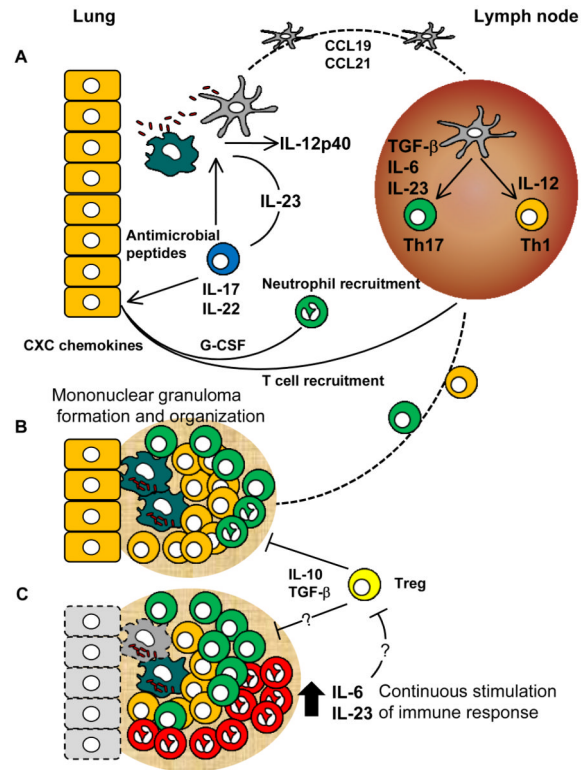 Lung
Lymph node
A
CCL19
CCL21
IL-12p40
TGF-β
IL-6
IL-23
IL-12
IL-23
Th17
Th1
Antimicrobial
peptides
IL-17
IL-22
Neutrophil recruitment
G-CSF
CXC chemokines
T cell recruitment
Mononuclear granuloma
formation and organization
B
IL-10
TGF-β
Treg
C
?
?
IL-6
IL-23
Continuous stimulation
of immune response